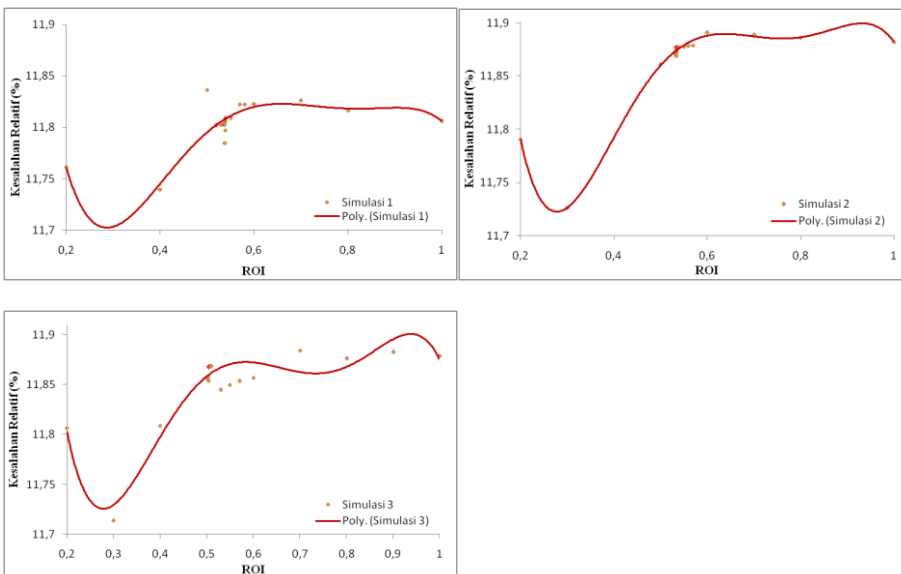 11,9
11,85
11,8
11,75
11,7
Kesalahan Relatif (%)
Simulasi 1
Poly. (Simulasi 1)
0,2 0,4 0,6 0,8 1
ROI
11,9
11,85
11,8
11,75
11,7
Kesalahan Relatif (%)
Simulasi 2
Poly. (Simulasi 2)
0,2 0,4 0,6 0,8 1
ROI
11,9
11,85
11,8
11,75
11,7
Kesalahan Relatif (%)
Simulasi 3
Poly. (Simulasi 3)
0,2 0,3 0,4 0,5 0,6 0,7 0,8 0,9 1
ROI